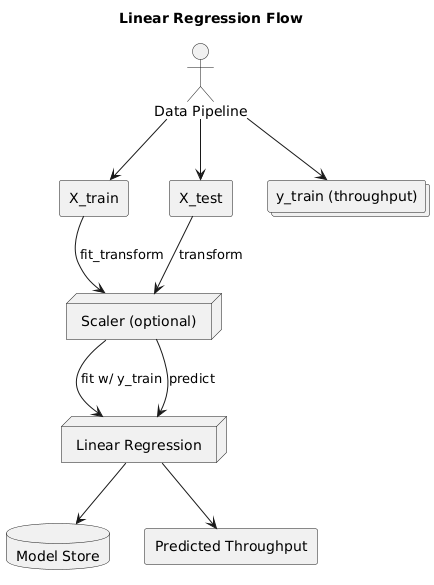 Linear Regression Flow
Data Pipeline
X_train
X_test
y_train (throughput)
fit_transform
transform
Scaler (optional)
fit w/ y_train
predict
Linear Regression
Model Store
Predicted Throughput